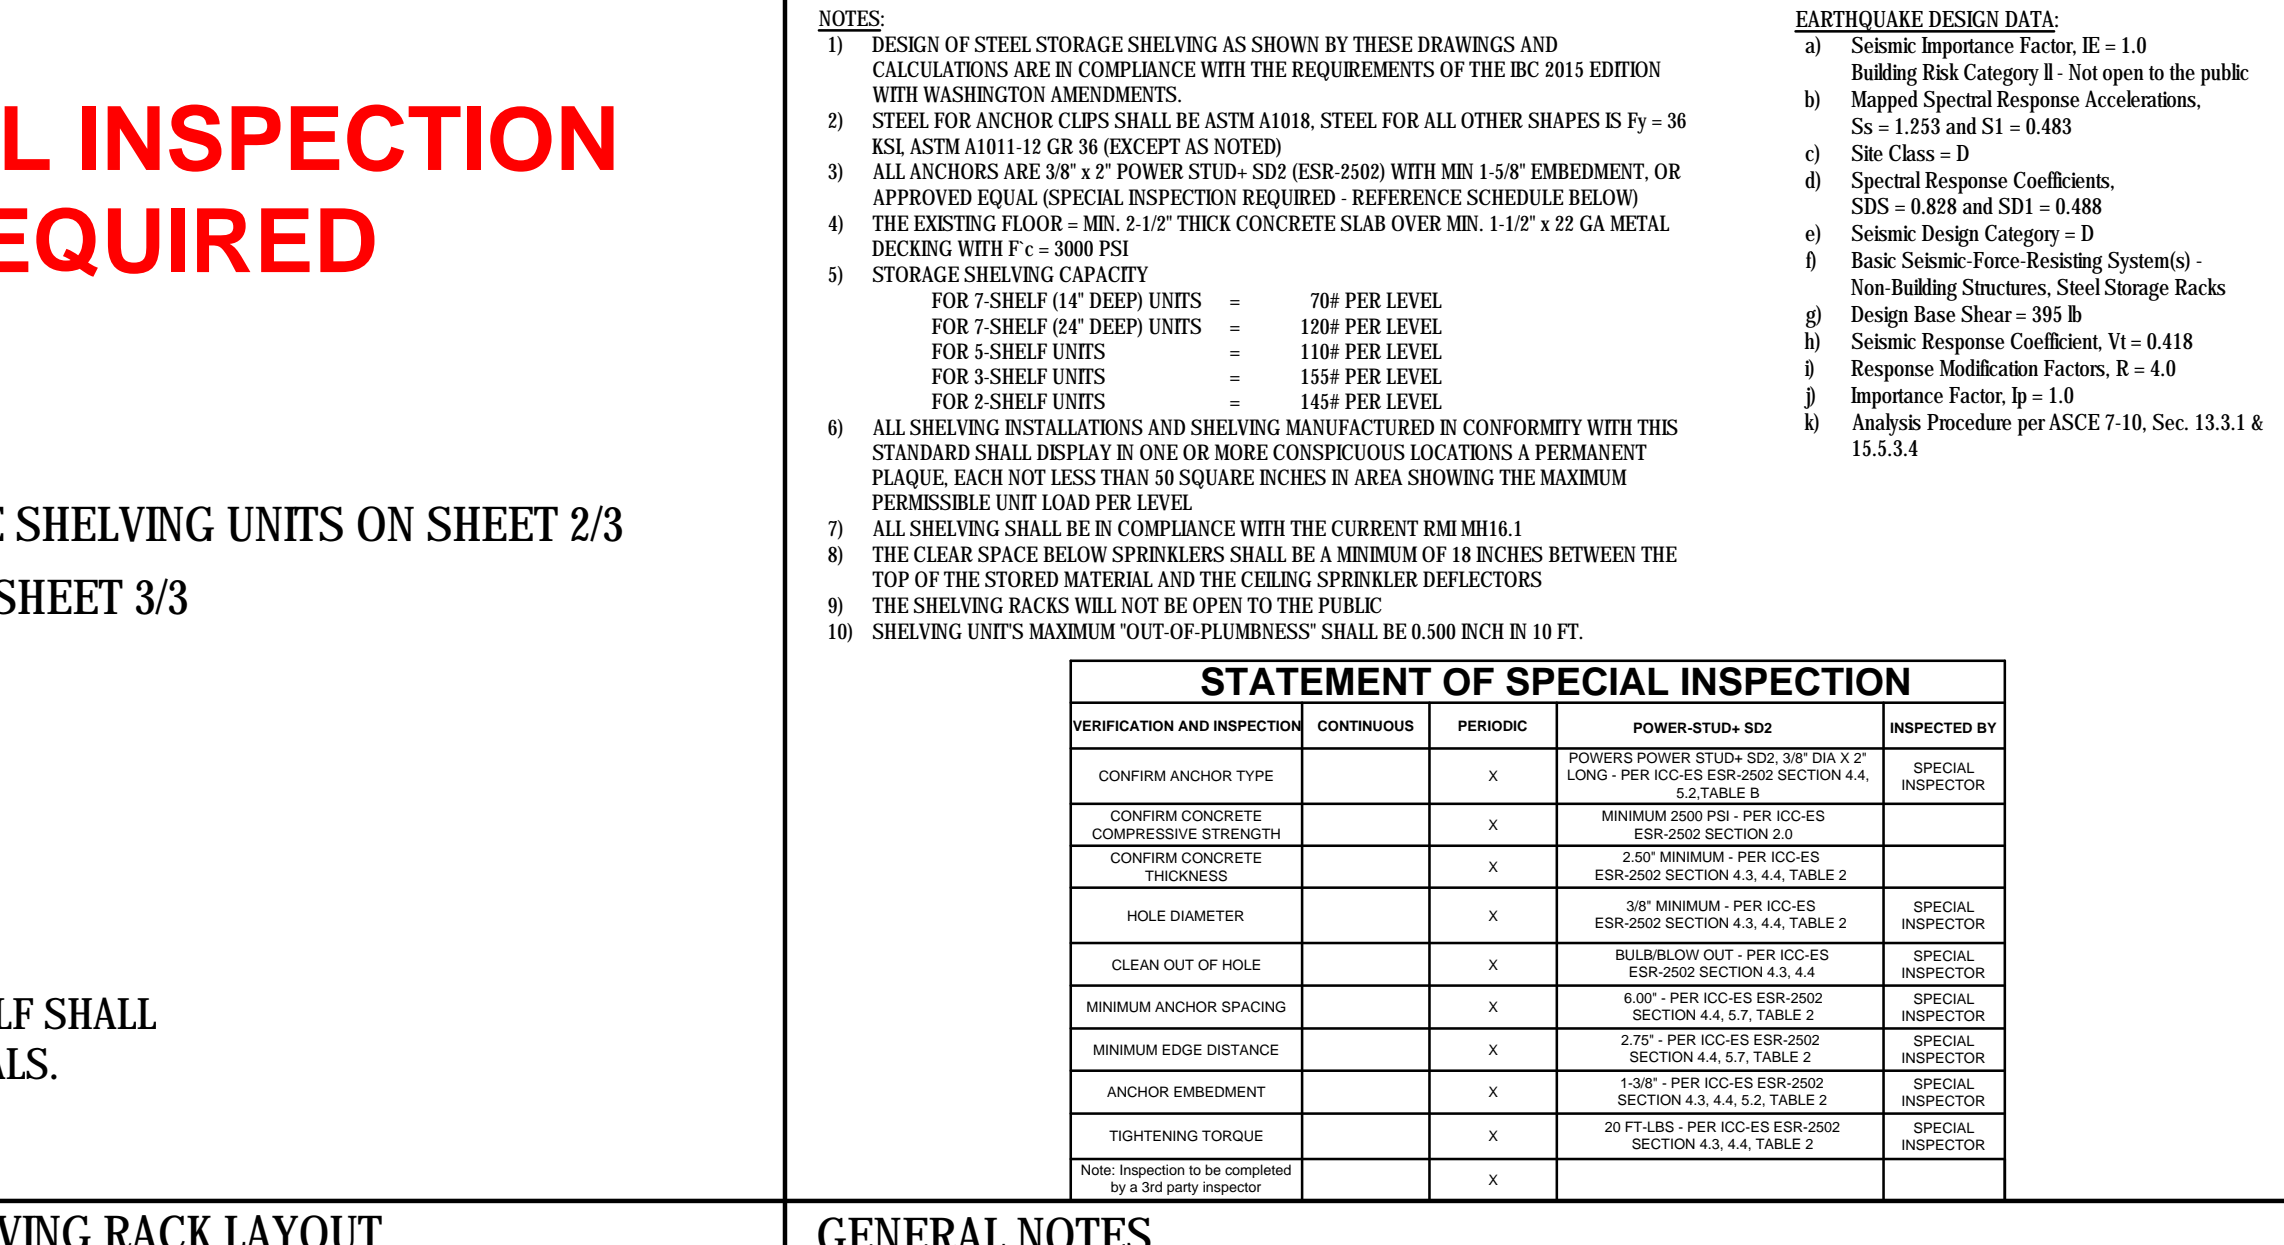 L INSPECTION
EQUIRED
SHELVING UNITS ON SHEET 2/3
SHEET 3/3
LF SHALL
ALS.
VING RACK LAYOUT
NOTES:
1) DESIGN OF STEEL STORAGE SHELVING AS SHOWN BY THESE DRAWINGS AND
CALCULATIONS ARE IN COMPLIANCE WITH THE REQUIREMENTS OF THE IBC 2015 EDITION
WITH WASHINGTON AMENDMENTS.
2) STEEL FOR ANCHOR CLIPS SHALL BE ASTM A1018, STEEL FOR ALL OTHER SHAPES IS Fy = 36
KSI, ASTM A1011-12 GR 36 (EXCEPT AS NOTED)
3) ALL ANCHORS ARE 3/8" x 2" POWER STUD+ SD2 (ESR-2502) WITH MIN 1-5/8" EMBEDMENT, OR
APPROVED EQUAL (SPECIAL INSPECTION REQUIRED - REFERENCE SCHEDULE BELOW)
4) THE EXISTING FLOOR = MIN. 2-1/2" THICK CONCRETE SLAB OVER MIN. 1-1/2" x 22 GA METAL
DECKING WITH F`c = 3000 PSI
5) STORAGE SHELVING CAPACITY
FOR 7-SHELF (14" DEEP) UNITS = 70# PER LEVEL
FOR 7-SHELF (24" DEEP) UNITS = 120# PER LEVEL
FOR 5-SHELF UNITS = 110# PER LEVEL
FOR 3-SHELF UNITS = 155# PER LEVEL
FOR 2-SHELF UNITS = 145# PER LEVEL
6) ALL SHELVING INSTALLATIONS AND SHELVING MANUFACTURED IN CONFORMITY WITH THIS
STANDARD SHALL DISPLAY IN ONE OR MORE CONSPICUOUS LOCATIONS A PERMANENT
PLAQUE, EACH NOT LESS THAN 50 SQUARE INCHES IN AREA SHOWING THE MAXIMUM
PERMISSIBLE UNIT LOAD PER LEVEL
7) ALL SHELVING SHALL BE IN COMPLIANCE WITH THE CURRENT RMI MH16.1
8) THE CLEAR SPACE BELOW SPRINKLERS SHALL BE A MINIMUM OF 18 INCHES BETWEEN THE
TOP OF THE STORED MATERIAL AND THE CEILING SPRINKLER DEFLECTORS
9) THE SHELVING RACKS WILL NOT BE OPEN TO THE PUBLIC
10) SHELVING UNIT'S MAXIMUM "OUT-OF-PLUMBNESS" SHALL BE 0.500 INCH IN 10 FT.
EARTHQUAKE DESIGN DATA:
a) Seismic Importance Factor, IE = 1.0
Building Risk Category ll - Not open to the public
b) Mapped Spectral Response Accelerations,
Ss = 1.253 and S1 = 0.483
c) Site Class = D
d) Spectral Response Coefficients,
SDS = 0.828 and SD1 = 0.488
e) Seismic Design Category = D
f) Basic Seismic-Force-Resisting System(s) -
Non-Building Structures, Steel Storage Racks
g) Design Base Shear = 395 lb
h) Seismic Response Coefficient, Vt = 0.418
i) Response Modification Factors, R = 4.0
j) Importance Factor, Ip = 1.0
k) Analysis Procedure per ASCE 7-10, Sec. 13.3.1 &
15.5.3.4
STATEMENT OF SPECIAL INSPECTION
VERIFICATION AND INSPECTION CONTINUOUS PERIODIC POWER-STUD+ SD2 INSPECTED BY
CONFIRM ANCHOR TYPE
X
POWERS POWER STUD+ SD2, 3/8" DIA X 2"
LONG - PER ICC-ES ESR-2502 SECTION 4.4,
5.2,TABLE B
SPECIAL
INSPECTOR
CONFIRM CONCRETE
COMPRESSIVE STRENGTH
X
MINIMUM 2500 PSI - PER ICC-ES
ESR-2502 SECTION 2.0
CONFIRM CONCRETE
THICKNESS
X
2.50" MINIMUM - PER ICC-ES
ESR-2502 SECTION 4.3, 4.4, TABLE 2
HOLE DIAMETER
X
3/8" MINIMUM - PER ICC-ES
ESR-2502 SECTION 4.3, 4.4, TABLE 2
SPECIAL
INSPECTOR
CLEAN OUT OF HOLE
X
BULB/BLOW OUT - PER ICC-ES
ESR-2502 SECTION 4.3, 4.4
SPECIAL
INSPECTOR
MINIMUM ANCHOR SPACING
X
6.00" - PER ICC-ES ESR-2502
SECTION 4.4, 5.7, TABLE 2
SPECIAL
INSPECTOR
MINIMUM EDGE DISTANCE
X
2.75" - PER ICC-ES ESR-2502
SECTION 4.4, 5.7, TABLE 2
SPECIAL
INSPECTOR
ANCHOR EMBEDMENT
X
1-3/8" - PER ICC-ES ESR-2502
SECTION 4.3, 4.4, 5.2, TABLE 2
SPECIAL
INSPECTOR
TIGHTENING TORQUE
X
20 FT-LBS - PER ICC-ES ESR-2502
SECTION 4.3, 4.4, TABLE 2
SPECIAL
INSPECTOR
Note: Inspection to be completed
by a 3rd party inspector
X
GENERAL NOTES